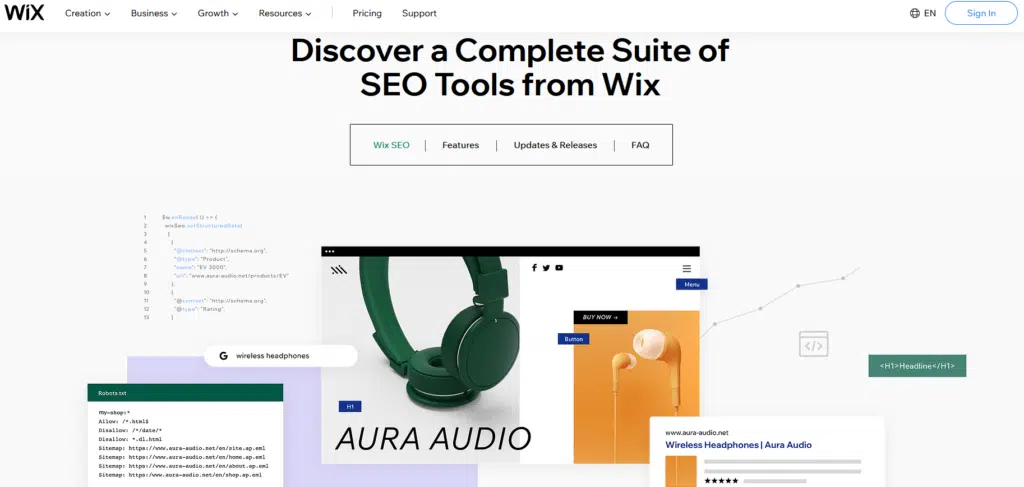 WiX
Creation
Business
Growth
Resources
Pricing
Support
EN
Sign In
Discover a Complete Suite of
SEO Tools from Wix
Wix SEO
Features
Updates & Releases
FAQ
1 $w.onReady( () => {
2 wixSeo.setStructuredData(
3 [
4 {
5 "@context": "http://schema.org",
6 "@type": "Product",
7 "name": "EV 3000",
8 "url": "www.aura-audio.net/products/EV"
9 },
10 {
11 "@context": "http://schema.org",
12 "@type": "Rating",
13 }
Menu
BUY NOW →
Button
wireless headphones
G
<H1>Headline</H1>
H1
AURA AUDIO
Robots.txt
my-shop:*
Allow: /*.html$
Disallow: /*/date/*
Disallow: *.dl.html
Sitemap: https://www.aura-audio.net/en/site.ap.eml
Sitemap: https://www.aura-audio.net/en/home.ap.eml
Sitemap: https://www.aura-audio.net/en/about.ap.eml
Sitemap: https://www.aura-audio.net/en/shop.ap.eml
www.aura-audio.net
Wireless Headphones | Aura Audio